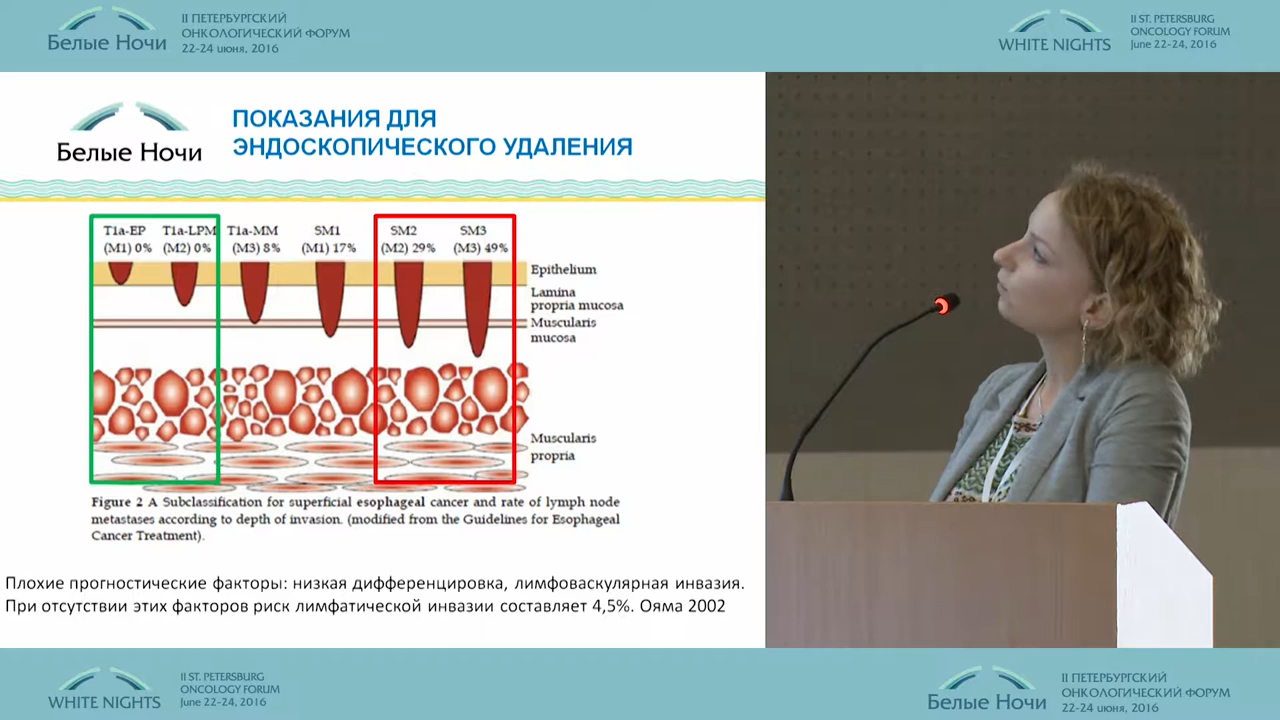 Белые Ночи
II ПЕТЕРБУРГСКИЙ
ОНКОЛОГИЧЕСКИЙ ФОРУМ
22-24 июня, 2016
WHITE NIGHTS
II ST. PETERSBURG
ONCOLOGY FORUM
June 22-24, 2016
Белые Ночи
ПОКАЗАНИЯ ДЛЯ
ЭНДОСКОПИЧЕСКОГО УДАЛЕНИЯ
T1a-EP T1a-LPM T1a-MM SM1 SM2 SM3
(M1) 0% (M2) 0% (M3) 8% (M1) 17% (M2) 29% (M3) 49%
Epithelium
Lamina
propria mucosa
Muscularis
mucosa
Muscularis
propria
Figure 2 A Subclassification for superficial esophageal cancer and rate of lymph node
metastases according to depth of invasion. (modified from the Guidelines for Esophageal
Cancer Treatment).
Плохие прогностические факторы: низкая дифференцировка, лимфоваскулярная инвазия.
При отсутствии этих факторов риск лимфатической инвазии составляет 4,5%. Ояма 2002
WHITE NIGHTS
II ST. PETERSBURG
ONCOLOGY FORUM
June 22-24, 2016
Белые Ночи
II ПЕТЕРБУРГСКИЙ
ОНКОЛОГИЧЕСКИЙ ФОРУМ
22-24 июня, 2016